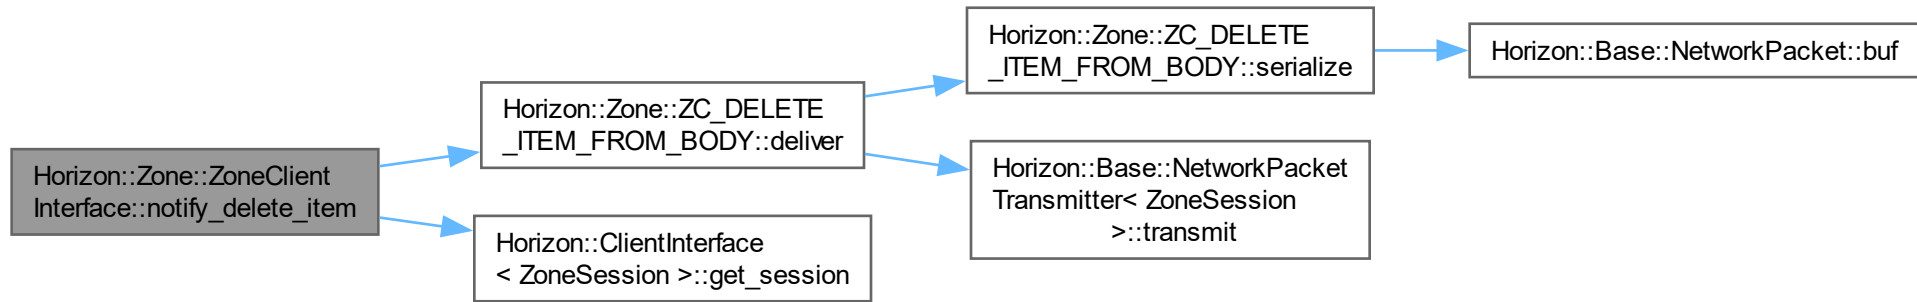 Horizon::Zone::ZoneClient
Interface::notify_delete_item
Horizon::Zone::ZC_DELETE
_ITEM_FROM_BODY::deliver
Horizon::ClientInterface
< ZoneSession >::get_session
Horizon::Zone::ZC_DELETE
_ITEM_FROM_BODY::serialize
Horizon::Base::NetworkPacket
Transmitter< ZoneSession
>::transmit
Horizon::Base::NetworkPacket::buf